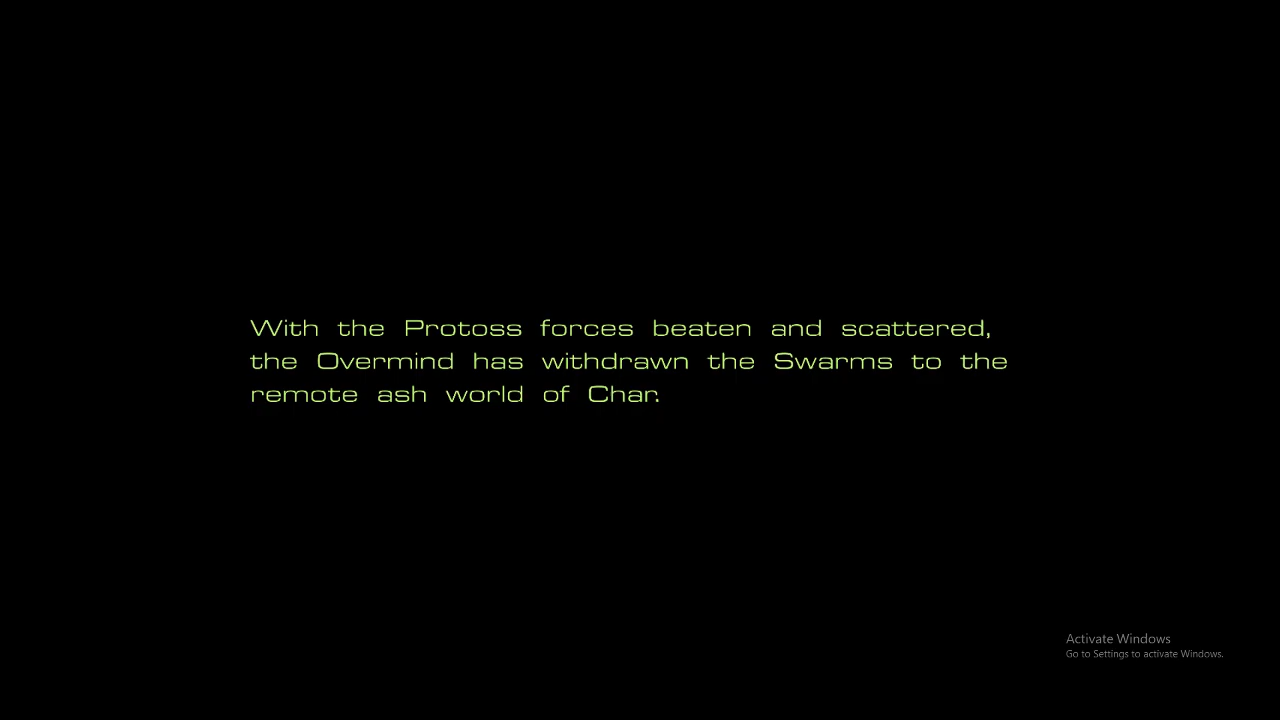 With the Protoss forces beaten and scattered,
the Overmind has withdrawn the Swarms to the
remote ash world of Char.
Activate Windows
Go to Settings to activate Windows.